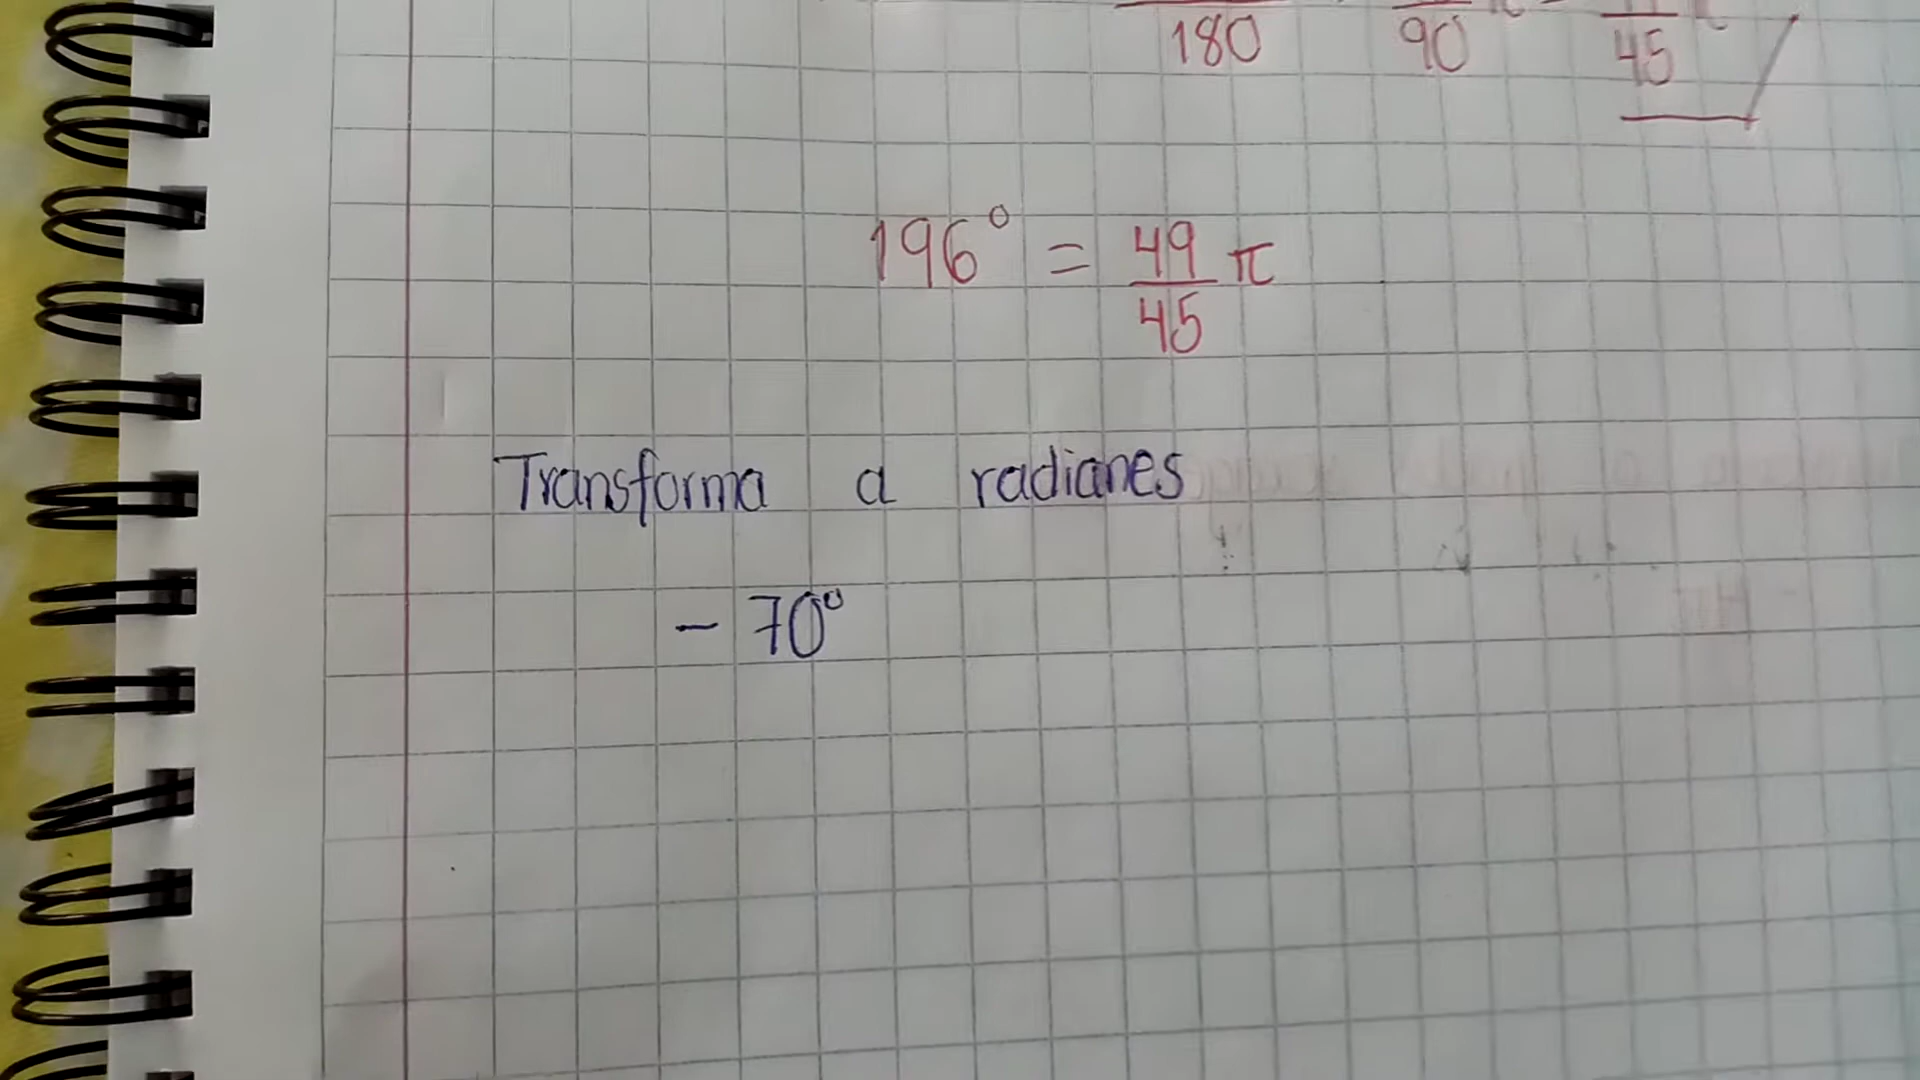 180 90 45
196° = 49/45 π
Transforma a radianes
- 70°